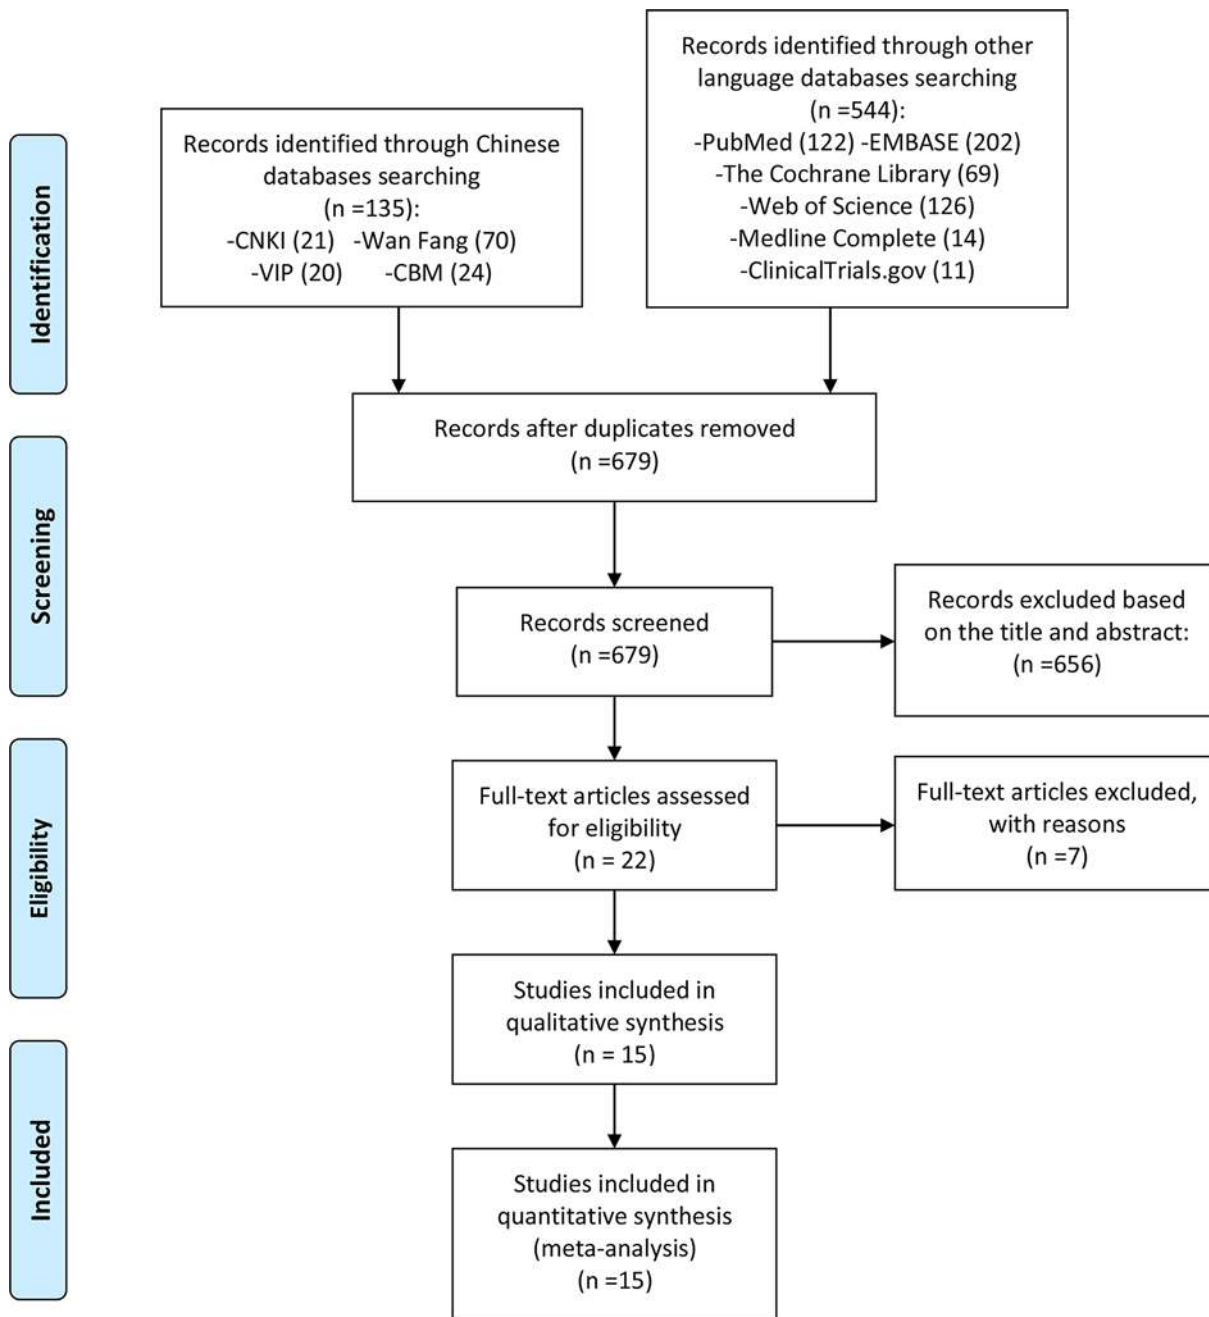 Records identified through Chinese
databases searching
(n =135):
-CNKI (21) -Wan Fang (70)
-VIP (20) -CBM (24)
Records identified through other
language databases searching
(n =544):
-PubMed (122) -EMBASE (202)
-The Cochrane Library (69)
-Web of Science (126)
-Medline Complete (14)
-ClinicalTrials.gov (11)
Identification
Records after duplicates removed
(n =679)
Screening
Records screened
(n =679)
Records excluded based
on the title and abstract:
(n =656)
Eligibility
Full-text articles assessed
for eligibility
(n = 22)
Full-text articles excluded,
with reasons
(n =7)
Studies included in
qualitative synthesis
(n = 15)
Included
Studies included in
quantitative synthesis
(meta-analysis)
(n =15)